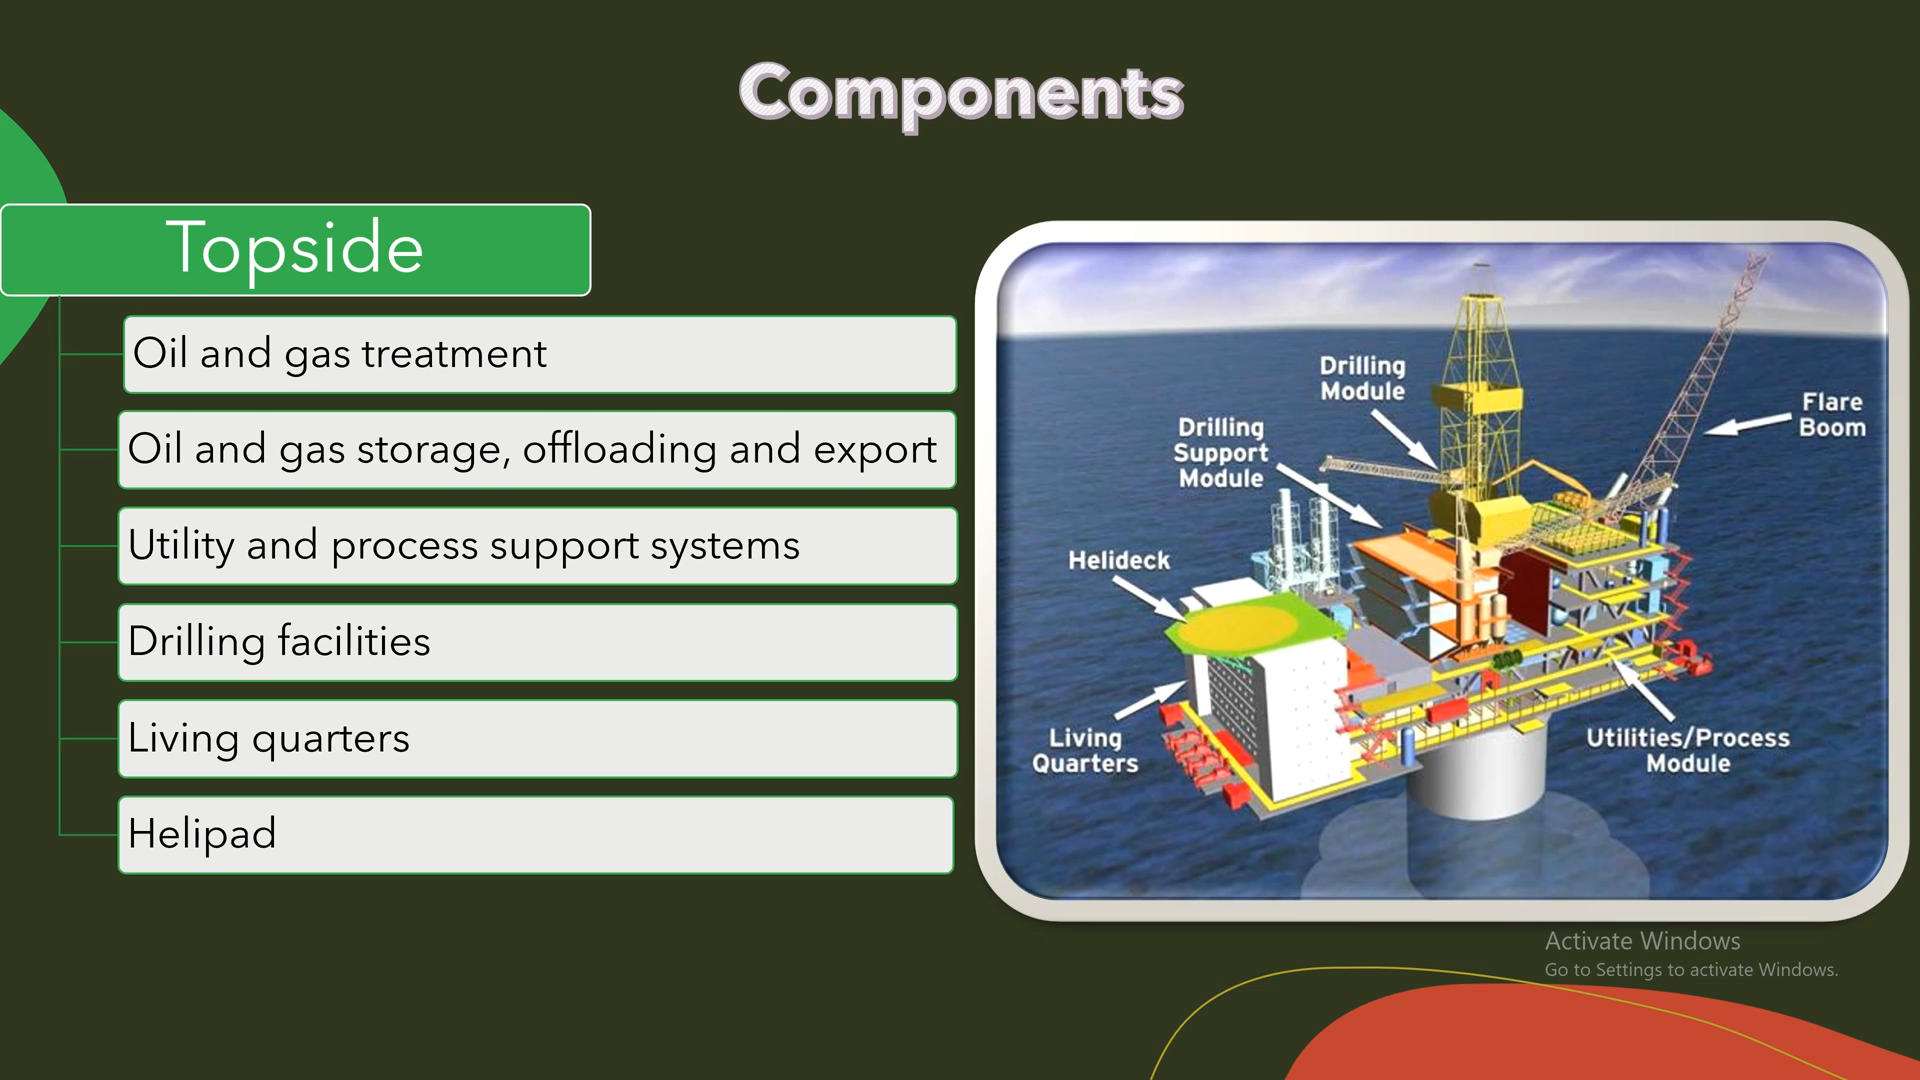 Components
Topside
Oil and gas treatment
Oil and gas storage, offloading and export
Utility and process support systems
Drilling facilities
Living quarters
Helipad
Drilling
Module
Flare
Boom
Drilling
Support
Module
Helideck
Living
Quarters
Utilities/Process
Module
Activate Windows
Go to Settings to activate Windows.